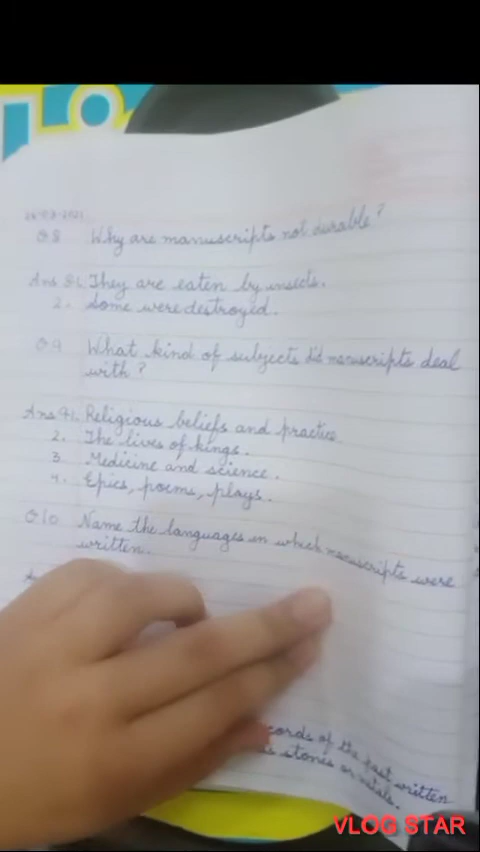 Q 8 Why are manuscripts not durable?
Ans 8 1. They are eaten by insects.
2. Some were destroyed.
Q 9 What kind of subjects did manuscripts deal
with?
Ans 9 1. Religious beliefs and practice
2. The lives of kings.
3. Medicine and science.
4. Epics, poems, plays.
Q 10 Name the languages in which manuscripts were
written.
of the past written
stones or metals.
VLOG STAR